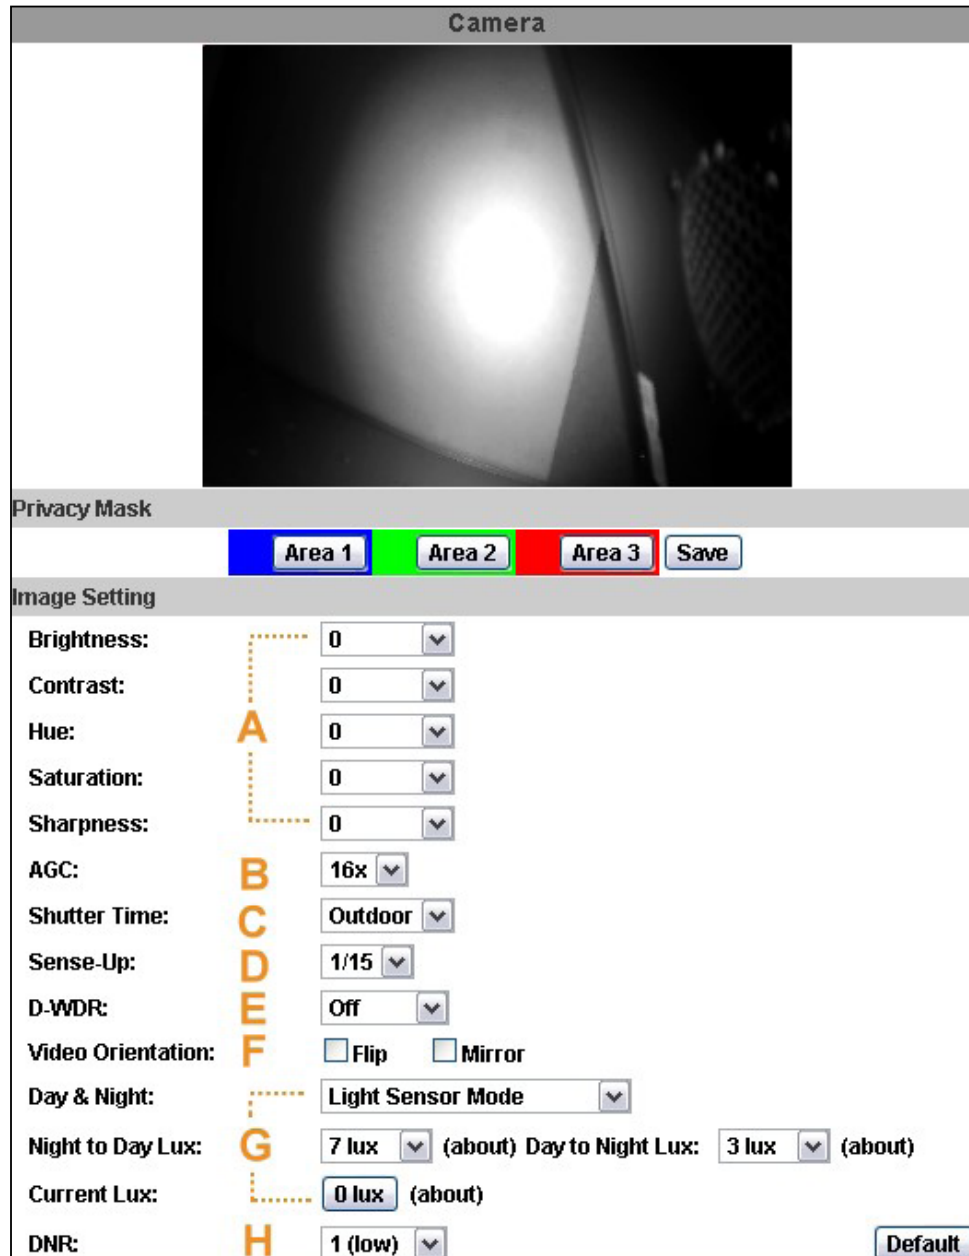 Camera
Privacy Mask
Area 1 Area 2 Area 3 Save
Image Setting
Brightness: 0
Contrast: 0
A
Hue: 0
Saturation: 0
Sharpness: 0
AGC: B 16x
Shutter Time: C Outdoor
Sense-Up: D 1/15
D-WDR: E Off
Video Orientation: F Flip Mirror
Day & Night: Light Sensor Mode
Night to Day Lux: G 7 lux (about) Day to Night Lux: 3 lux (about)
Current Lux: 0 lux (about)
DNR: H 1 (low) Default